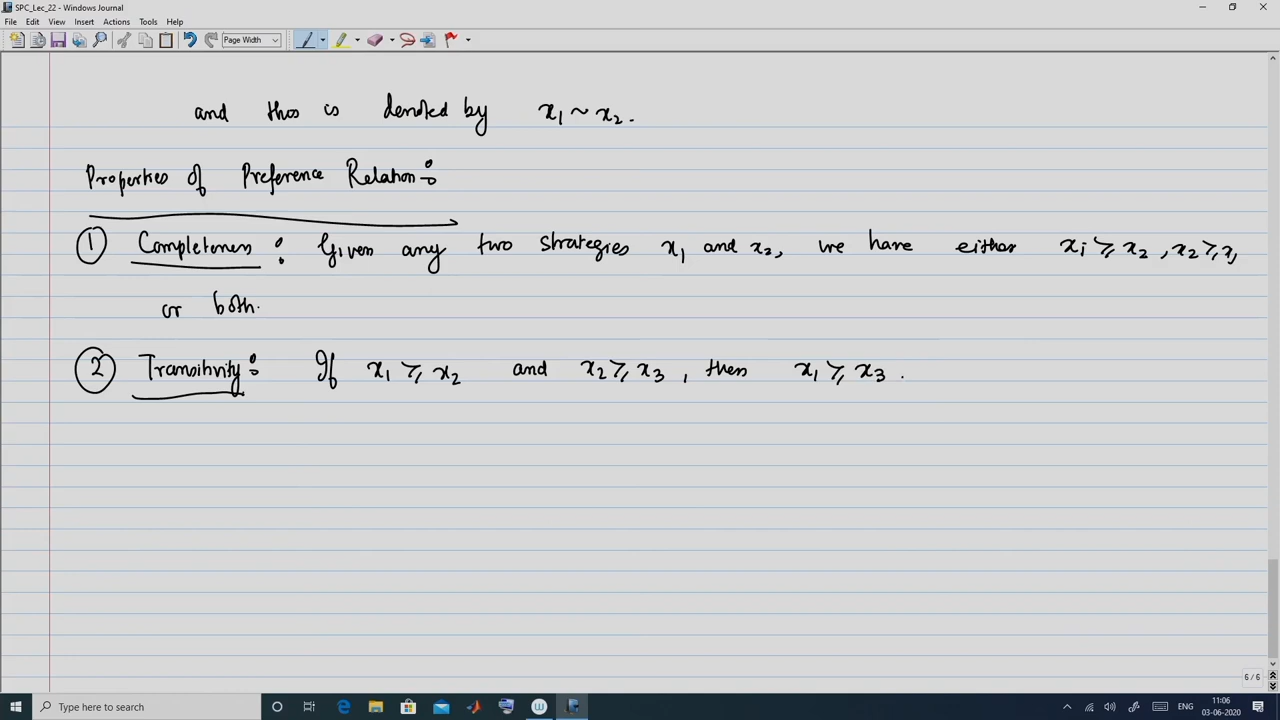 SPC_Lec_22 - Windows Journal
File Edit View Insert Actions Tools Help
Page Width
and this is denoted by x₁ ~ x₂.
Properties of Preference Relation:-
① Completeness: Given any two strategies x₁ and x₂, we have either x₁ ≽ x₂, x₂ ≽ x₁
or both.
② Transitivity: If x₁ ≽ x₂ and x₂ ≽ x₃, then x₁ ≽ x₃.
6 / 6
Type here to search
ENG
11:06
03-06-2020